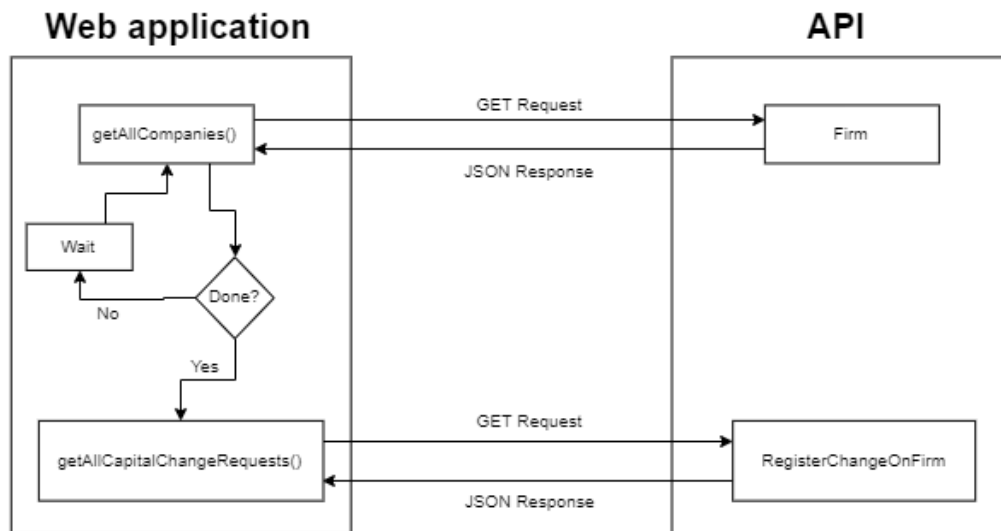 Web application
API
GET Request
getAllCompanies()
Firm
JSON Response
Wait
Done?
No
Yes
GET Request
getAllCapitalChangeRequests()
RegisterChangeOnFirm
JSON Response